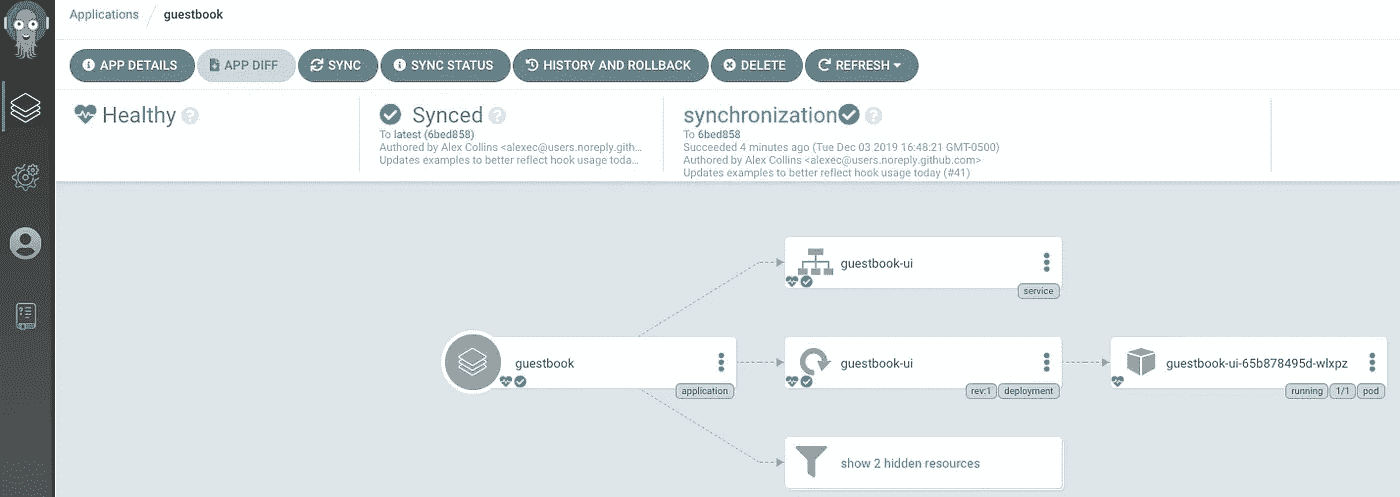 Applications / guestbook
APP DETAILS APP DIFF SYNC SYNC STATUS HISTORY AND ROLLBACK DELETE REFRESH
Healthy
Synced
To latest (6bed858)
Authored by Alex Collins <alexec@users.noreply.gith...
Updates examples to better reflect hook usage toda...
synchronization
To 6bed858
Succeeded 4 minutes ago (Tue Dec 03 2019 16:48:21 GMT-0500)
Authored by Alex Collins <alexec@users.noreply.github.com>
Updates examples to better reflect hook usage today (#41)
guestbook-ui
service
guestbook
application
guestbook-ui
rev:1 deployment
guestbook-ui-65b878495d-wlxpz
running 1/1 pod
show 2 hidden resources